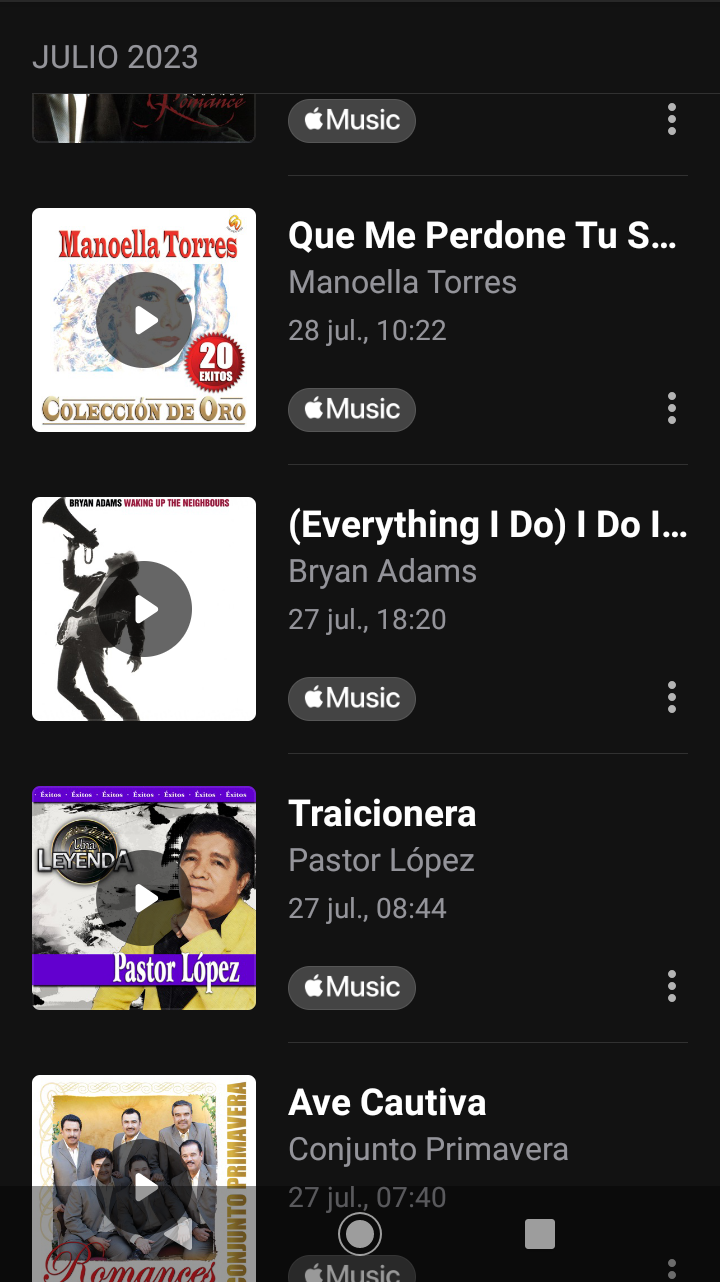 JULIO 2023
Romance
Music
Manoella Torres
20
EXITOS
COLECCIÓN DE ORO
Que Me Perdone Tu S...
Manoella Torres
28 jul., 10:22
Music
BRYAN ADAMS WAKING UP THE NEIGHBOURS
(Everything I Do) I Do I...
Bryan Adams
27 jul., 18:20
Music
· Éxitos · Éxitos · Éxitos · Éxitos · Éxitos · Éxitos · Éxitos
Una
LEYENDA
Pastor López
Traicionera
Pastor López
27 jul., 08:44
Music
CONJUNTO PRIMAVERA
Romances
Ave Cautiva
Conjunto Primavera
27 jul., 07:40
Music